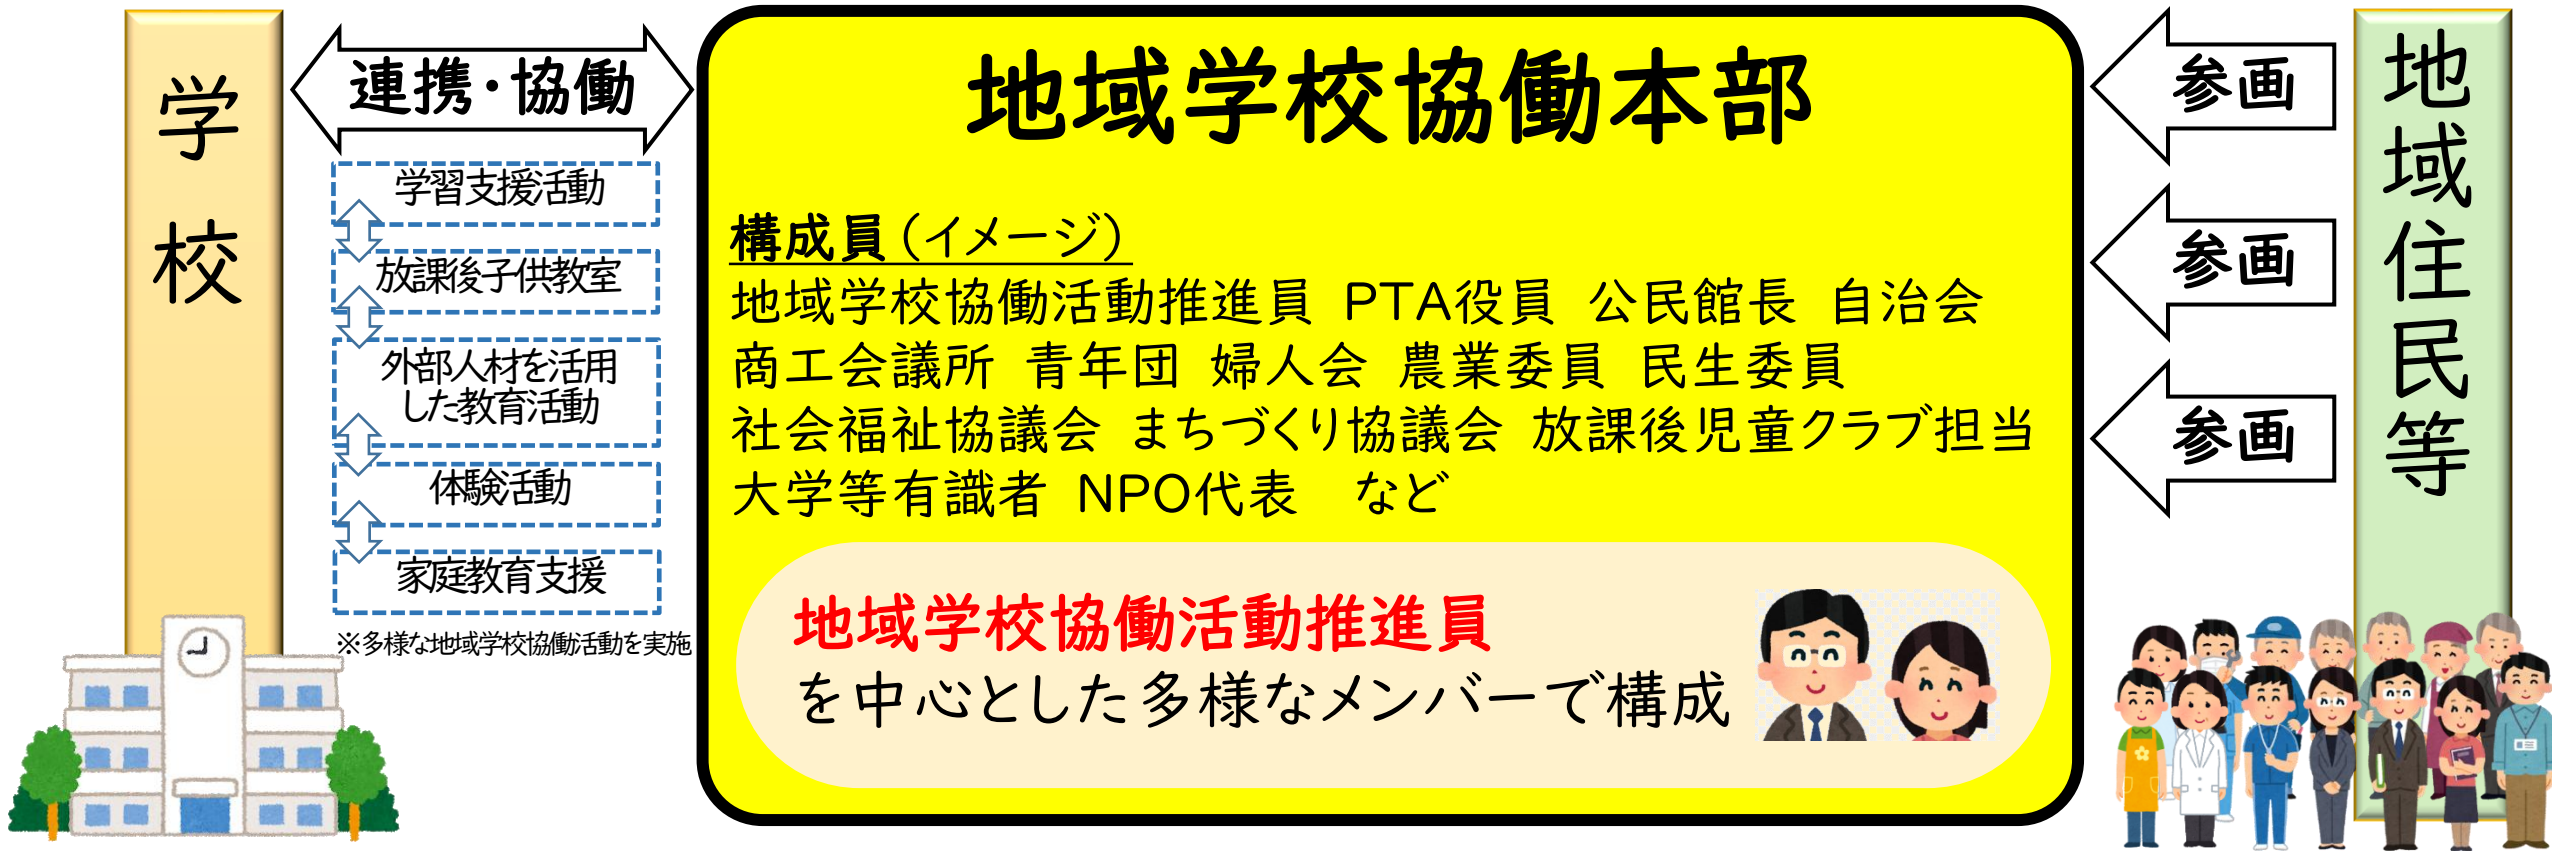 学校
連携・協働
学習支援活動
放課後子供教室
外部人材を活用
した教育活動
体験活動
家庭教育支援
※多様な地域学校協働活動を実施
地域学校協働本部
構成員（イメージ）
地域学校協働活動推進員 PTA役員 公民館長 自治会
商工会議所 青年団 婦人会 農業委員 民生委員
社会福祉協議会 まちづくり協議会 放課後児童クラブ担当
大学等有識者 NPO代表 など
地域学校協働活動推進員
を中心とした多様なメンバーで構成
参画
参画
参画
地域住民等